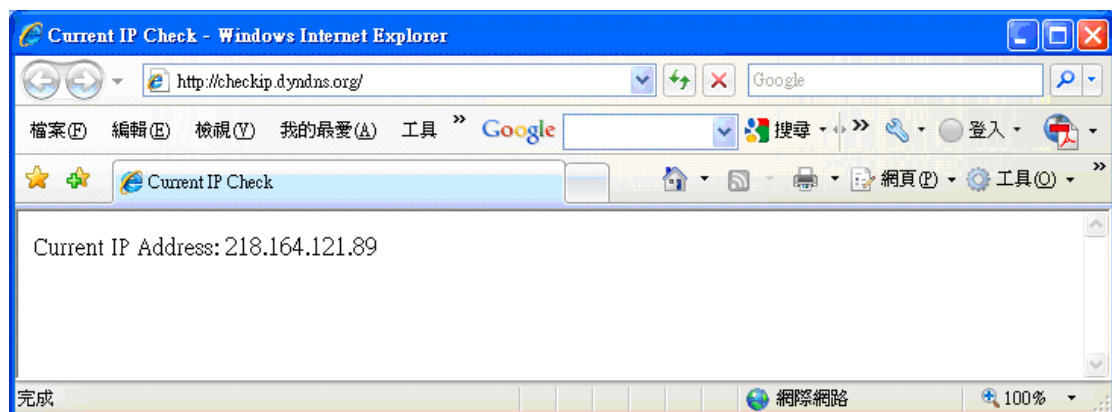 Current IP Check - Windows Internet Explorer
http://checkip.dyndns.org/ Google
檔案(F) 編輯(E) 檢視(V) 我的最愛(A) 工具 » Google 搜尋 » 登入
Current IP Check 網頁(P) 工具(O) »
Current IP Address: 218.164.121.89
完成 網際網路 100%